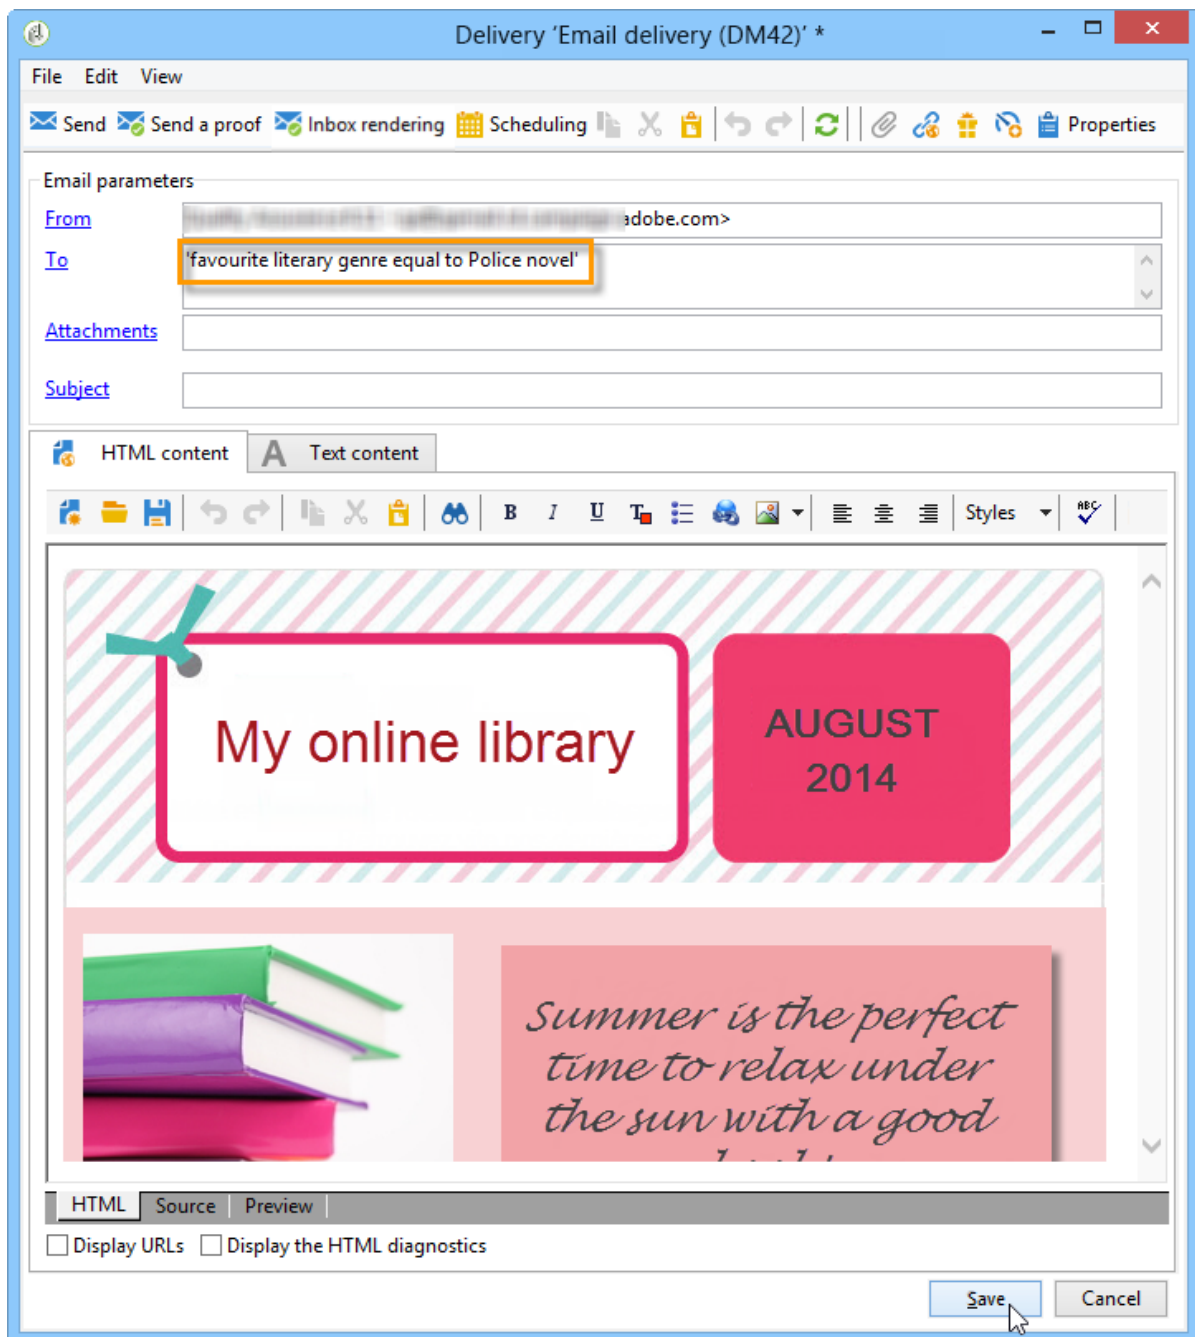 Delivery ‘Email delivery (DM42)’ *
File Edit View
Send Send a proof Inbox rendering Scheduling Properties
Email parameters
From adobe.com>
To 'favourite literary genre equal to Police novel'
Attachments
Subject
HTML content A Text content
B I U T Styles ABC
My online library
AUGUST
2014
Summer is the perfect
time to relax under
the sun with a good
HTML Source Preview
Display URLs Display the HTML diagnostics
Save Cancel